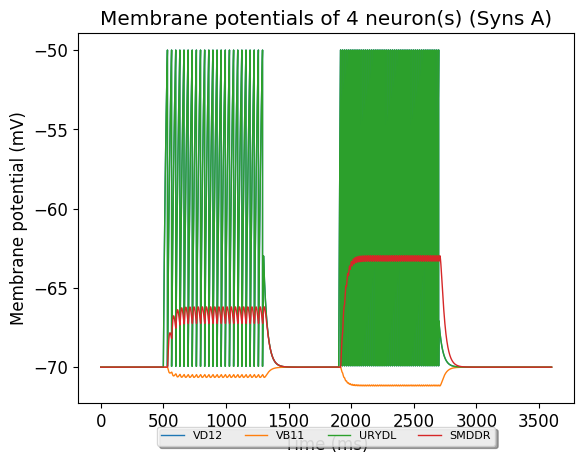 Membrane potentials of 4 neuron(s) (Syns A)
Membrane potential (mV)
−50
−55
−60
−65
−70
0 500 1000 1500 2000 2500 3000 3500
Time (ms)
VD12 VB11 URYDL SMDDR